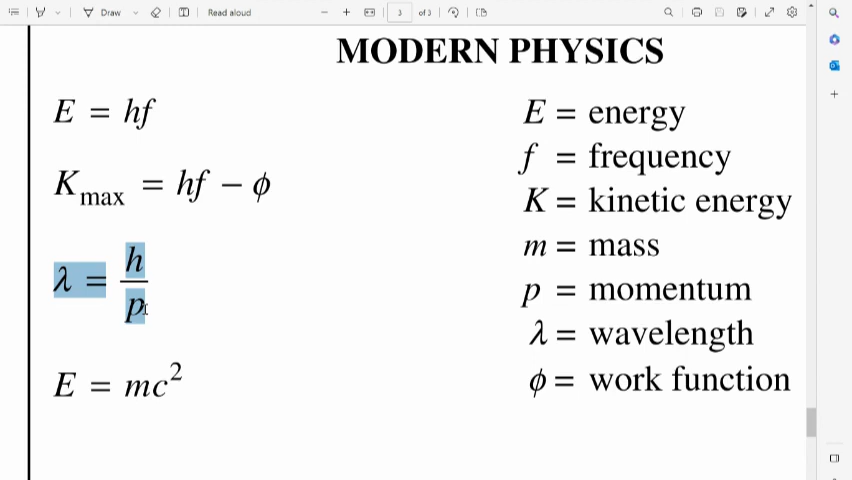 Draw
Read aloud
3 of 3
MODERN PHYSICS
E = hf
K_max = hf − ϕ
λ = h/p
E = mc²
E = energy
f = frequency
K = kinetic energy
m = mass
p = momentum
λ = wavelength
ϕ = work function